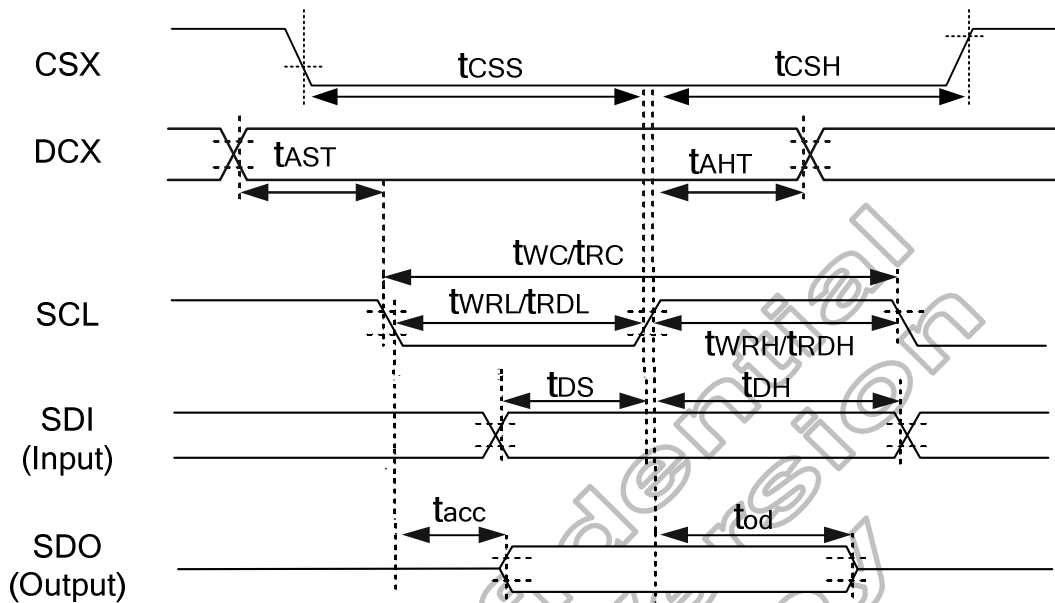 CSX
tCSS
tCSH
DCX
tAST
tAHT
tWC/tRC
SCL
tWRL/tRDL
tWRH/tRDH
tDS
tDH
SDI
(Input)
tacc
tod
SDO
(Output)